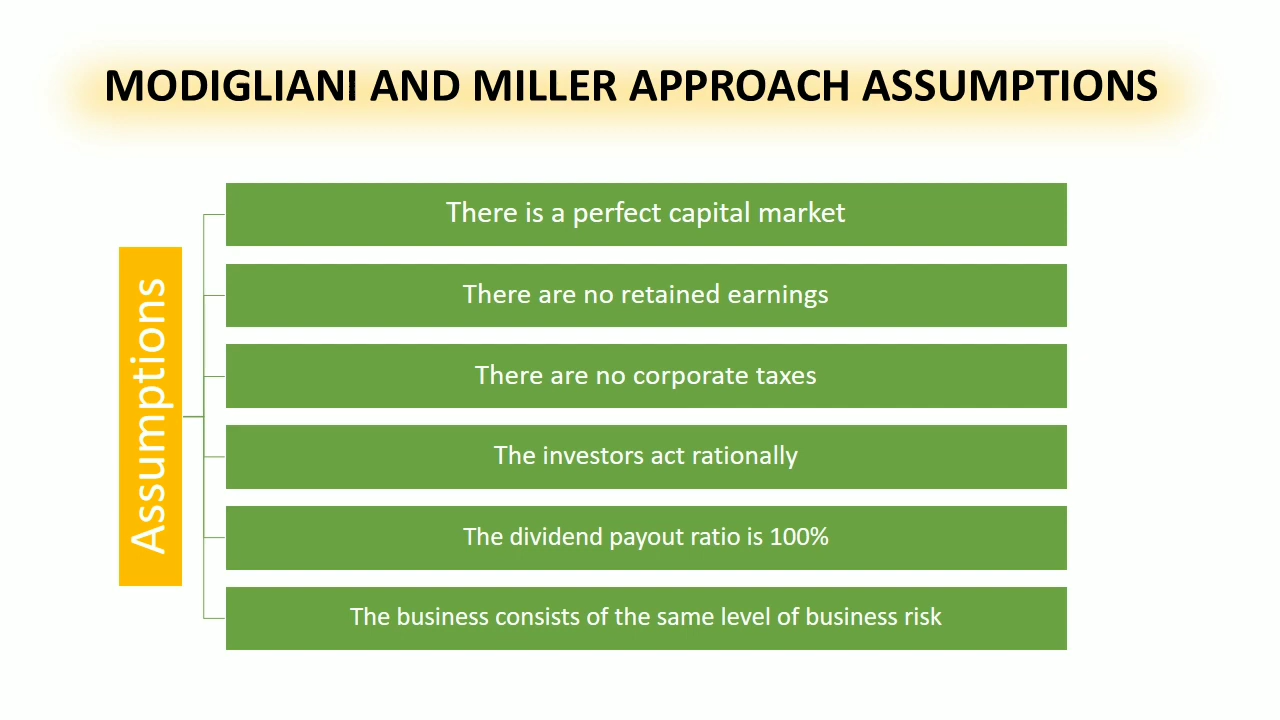 MODIGLIANI AND MILLER APPROACH ASSUMPTIONS
Assumptions
There is a perfect capital market
There are no retained earnings
There are no corporate taxes
The investors act rationally
The dividend payout ratio is 100%
The business consists of the same level of business risk